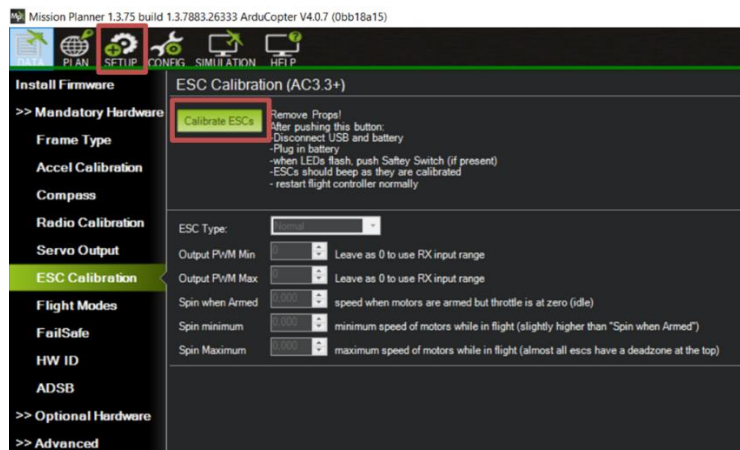 Mission Planner 1.3.75 build 1.3.7883.26333 ArduCopter V4.0.7 (0bb18a15)
DATA PLAN SETUP CONFIG SIMULATION HELP
Install Firmware
>> Mandatory Hardware
Frame Type
Accel Calibration
Compass
Radio Calibration
Servo Output
ESC Calibration
Flight Modes
FailSafe
HW ID
ADSB
>> Optional Hardware
>> Advanced
ESC Calibration (AC3.3+)
Calibrate ESCs
Remove Props!
After pushing this button:
-Disconnect USB and battery
-Plug in battery
-when LEDs flash, push Saftey Switch (if present)
-ESCs should beep as they are calibrated
- restart flight controller normally
ESC Type: Normal
Output PWM Min 0 Leave as 0 to use RX input range
Output PWM Max 0 Leave as 0 to use RX input range
Spin when Armed 0.000 speed when motors are armed but throttle is at zero (idle)
Spin minimum 0.000 minimum speed of motors while in flight (slightly higher than "Spin when Armed")
Spin Maximum 0.000 maximum speed of motors while in flight (almost all escs have a deadzone at the top)